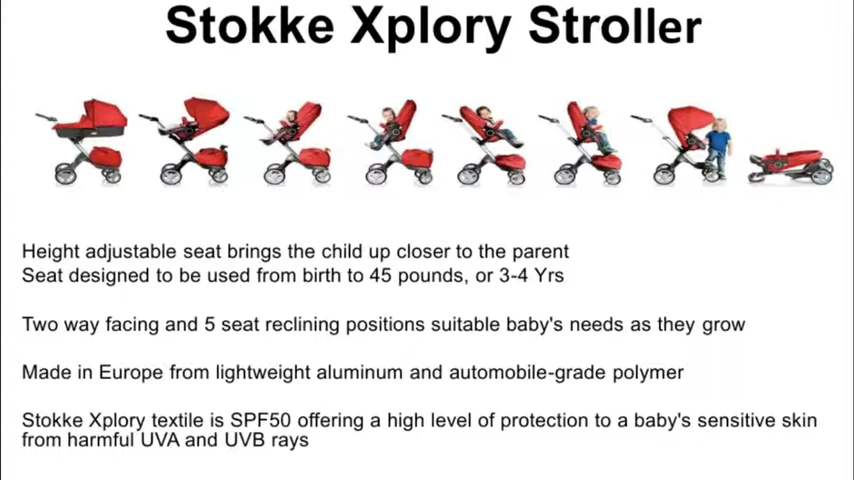 Stokke Xplory Stroller
Height adjustable seat brings the child up closer to the parent
Seat designed to be used from birth to 45 pounds, or 3-4 Yrs
Two way facing and 5 seat reclining positions suitable baby's needs as they grow
Made in Europe from lightweight aluminum and automobile-grade polymer
Stokke Xplory textile is SPF50 offering a high level of protection to a baby's sensitive skin
from harmful UVA and UVB rays